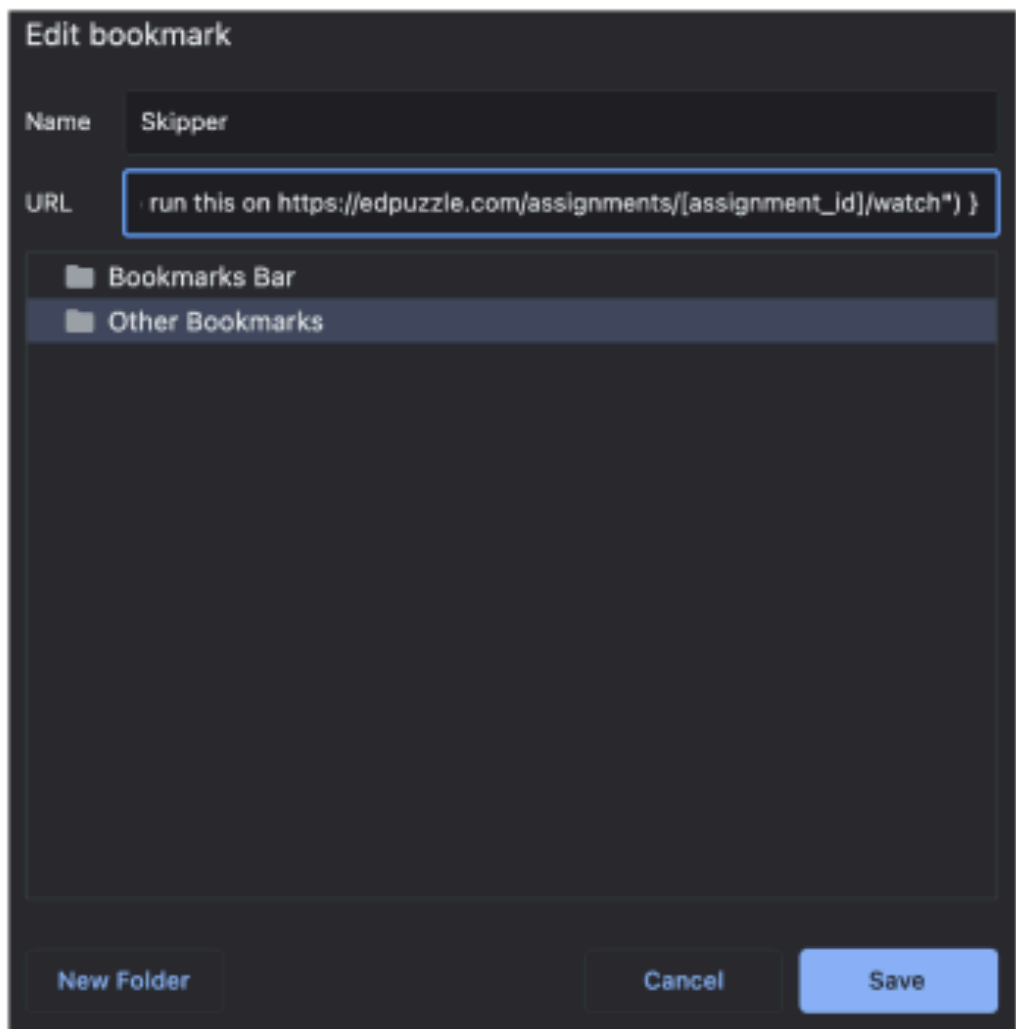 Edit bookmark
Name Skipper
URL run this on https://edpuzzle.com/assignments/[assignment_id]/watch") }
Bookmarks Bar
Other Bookmarks
New Folder Cancel Save